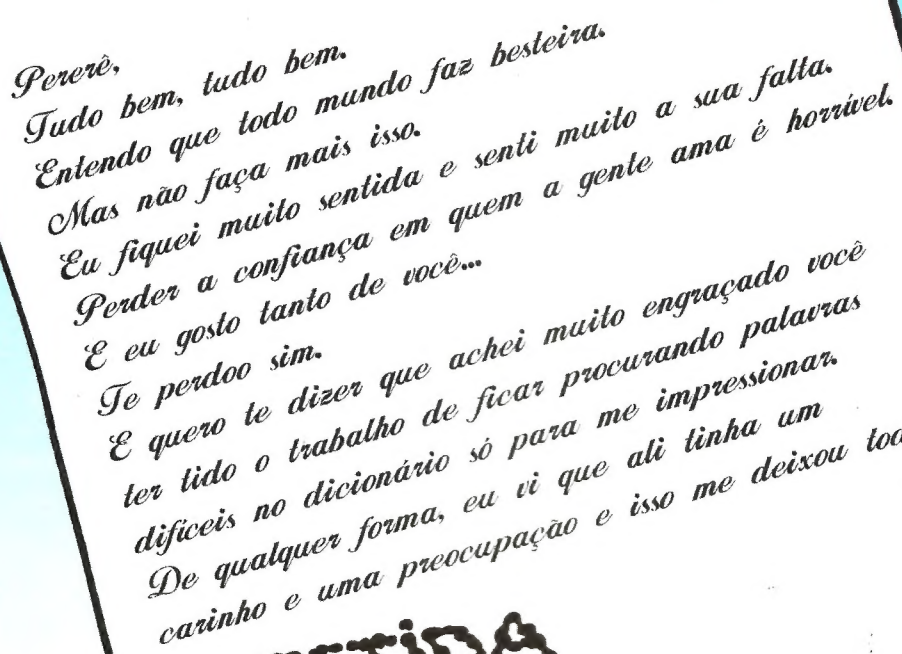 Pererê,
Tudo bem, tudo bem.
Entendo que todo mundo faz besteira.
Mas não faça mais isso.
Eu fiquei muito sentida e senti muito a sua falta.
Perder a confiança em quem a gente ama é horrível.
E eu gosto tanto de você...
Te perdoo sim.
E quero te dizer que achei muito engraçado você
ter tido o trabalho de ficar procurando palavras
difíceis no dicionário só para me impressionar.
De qualquer forma, eu vi que ali tinha um
carinho e uma preocupação e isso me deixou